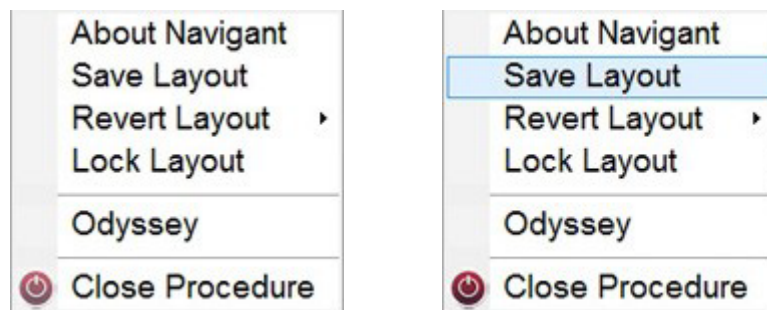 About Navigant
Save Layout
Revert Layout
Lock Layout
Odyssey
Close Procedure
About Navigant
Save Layout
Revert Layout
Lock Layout
Odyssey
Close Procedure